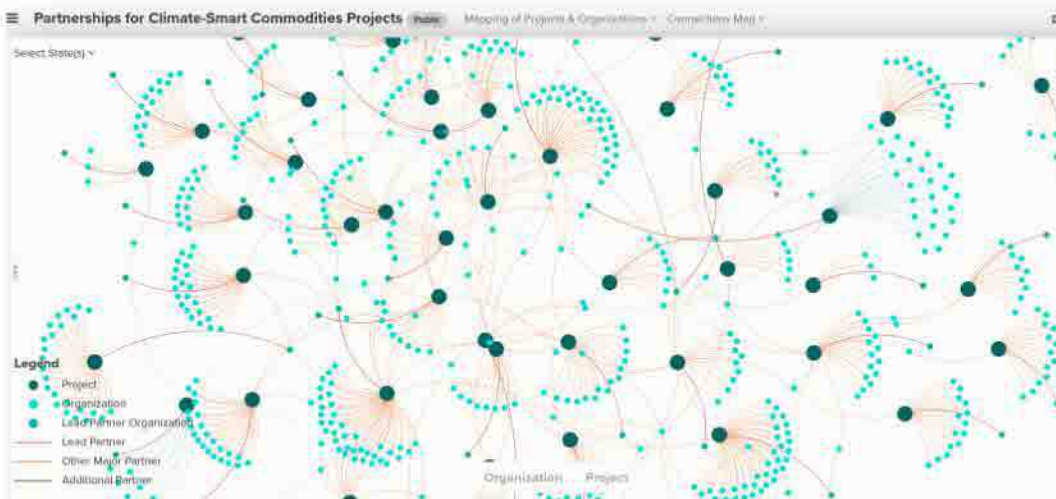 Partnerships for Climate-Smart Commodities Projects Public Mapping of Projects & Organizations Connections Map
Select State(s)
Legend
Project
Organization
Lead Partner Organization
Lead Partner
Other Major Partner
Additional Partner
Organization Project